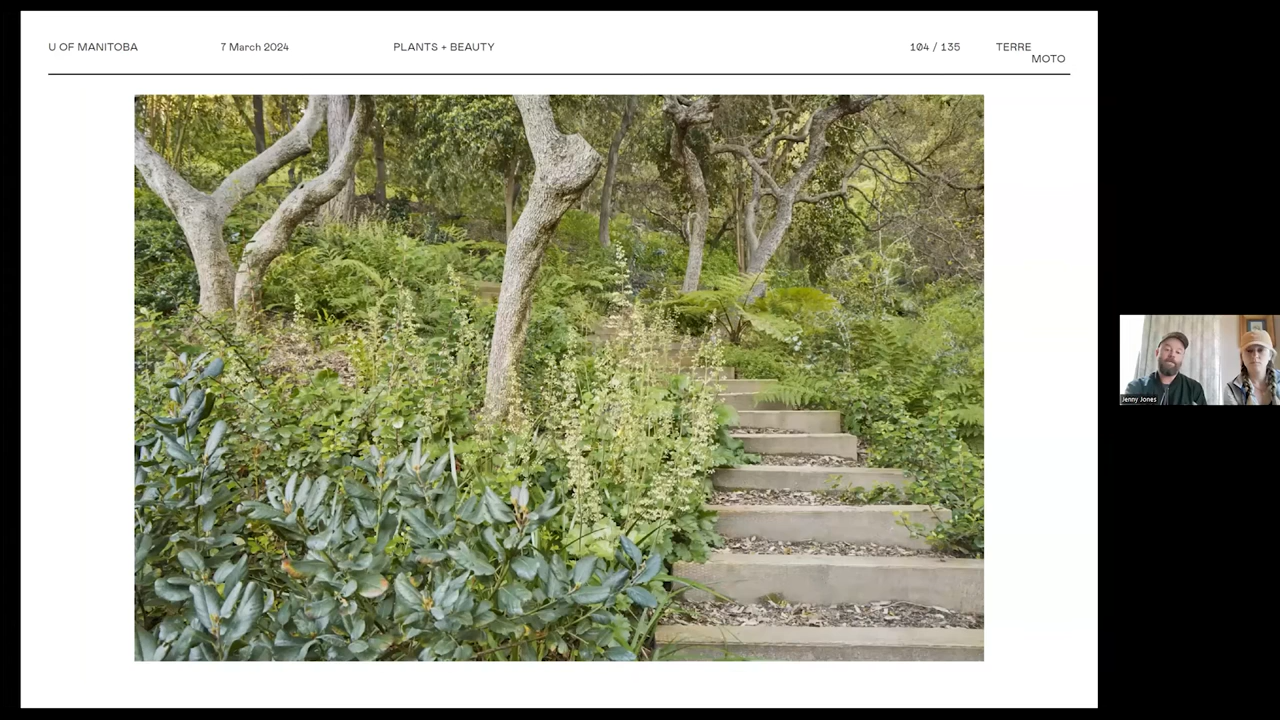 U OF MANITOBA
7 March 2024
PLANTS + BEAUTY
104 / 135
TERRE
MOTO
Jenny Jones